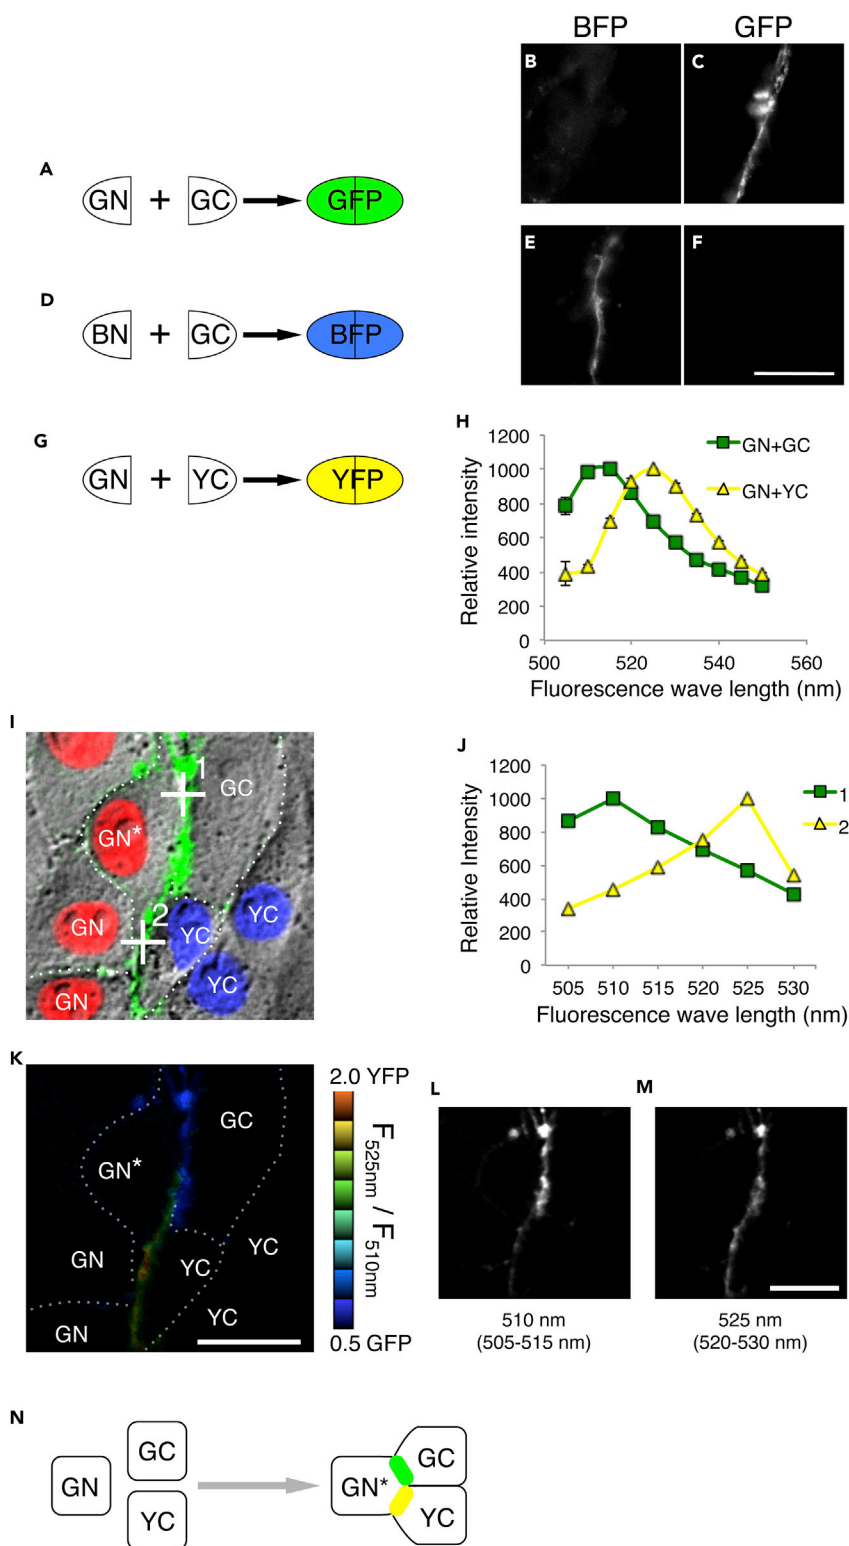 BFP GFP
B C
A
GN + GC GFP
E F
D
BN + GC BFP
G
GN + YC YFP
H
1200
1000
800
600
400
200
0
Relative intensity
GN+GC
GN+YC
500 520 540 560
Fluorescence wave length (nm)
I
1
GC
GN*
2
GN YC YC
YC
GN
J
1200
1000
800
600
400
200
0
Relative Intensity
1
2
505 510 515 520 525 530
Fluorescence wave length (nm)
K
GC
GN*
GN YC YC
YC
GN
2.0 YFP
F525nm / F510nm
0.5 GFP
L M
510 nm
(505-515 nm)
525 nm
(520-530 nm)
N
GC
GN
YC
GC
GN*
YC